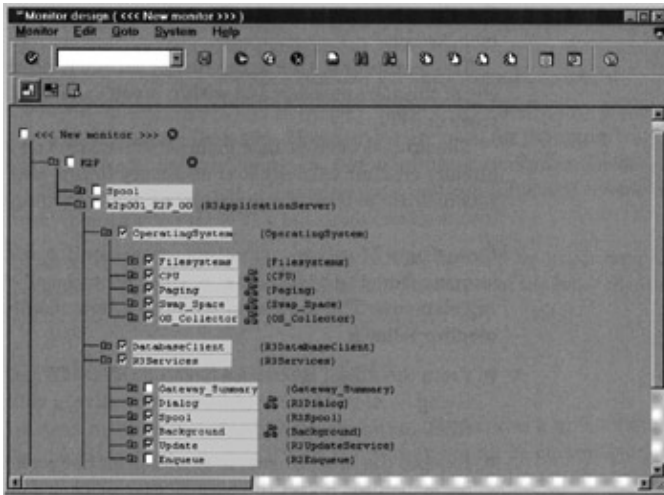 "Monitor design ( <<< New monitor >>> )
Monitor Edit Goto System Help
<<< New monitor >>>
K2P
Spool
k2p001_K2P_00 (R3ApplicationServer)
OperatingSystem (OperatingSystem)
Filesystems (Filesystems)
CPU (CPU)
Paging (Paging)
Swap_Space (Swap_Space)
OS_Collector (OS_Collector)
DatabaseClient (R3DatabaseClient)
R3Services (R3Services)
Gateway_Summary (Gateway_Summary)
Dialog (R3Dialog)
Spool (R3Spool)
Background (R3Background)
Update (R3UpdateService)
Enqueue (R3Enqueue)